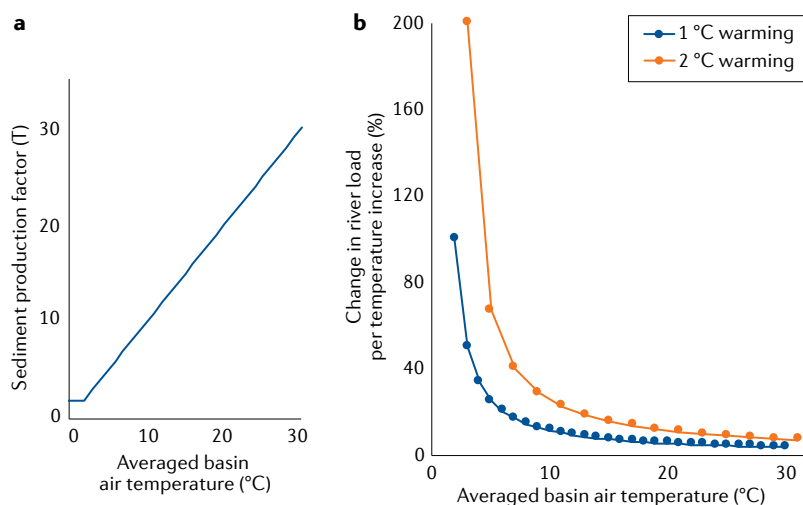 a
Sediment production factor (T)
30
20
10
0
0 10 20 30
Averaged basin
air temperature (°C)
b
Change in river load
per temperature increase (%)
200
160
120
80
40
0
0 10 20 30
Averaged basin air temperature (°C)
1 °C warming
2 °C warming